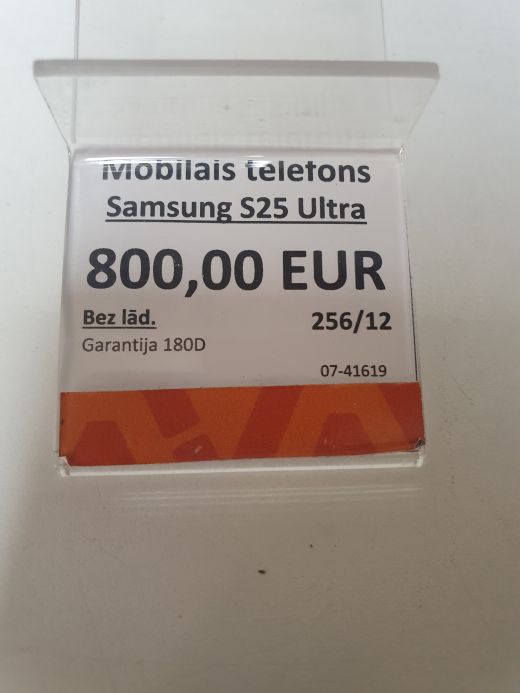 Mobilais telefons
Samsung S25 Ultra
800,00 EUR
Bez lād.
256/12
Garantija 180D
07-41619